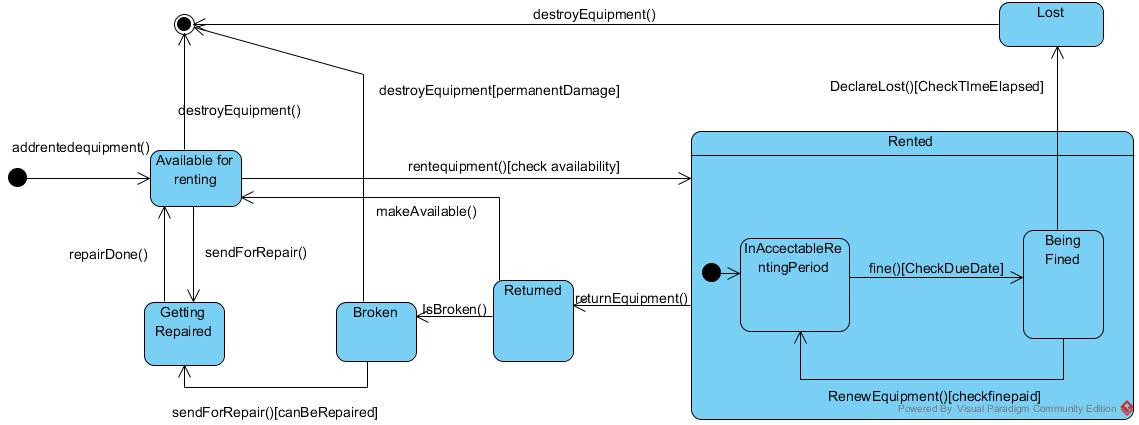 destroyEquipment()
Lost
destroyEquipment[permanentDamage]
DeclareLost()[CheckTImeElapsed]
destroyEquipment()
addrentedequipment()
Available for
renting
rentequipment()[check availability]
Rented
makeAvailable()
repairDone()
sendForRepair()
InAccectableRe
ntingPeriod
fine()[CheckDueDate]
Being
Fined
Getting
Repaired
Broken
IsBroken()
Returned
returnEquipment()
RenewEquipment()[checkfinepaid]
sendForRepair()[canBeRepaired]
Powered By Visual Paradigm Community Edition